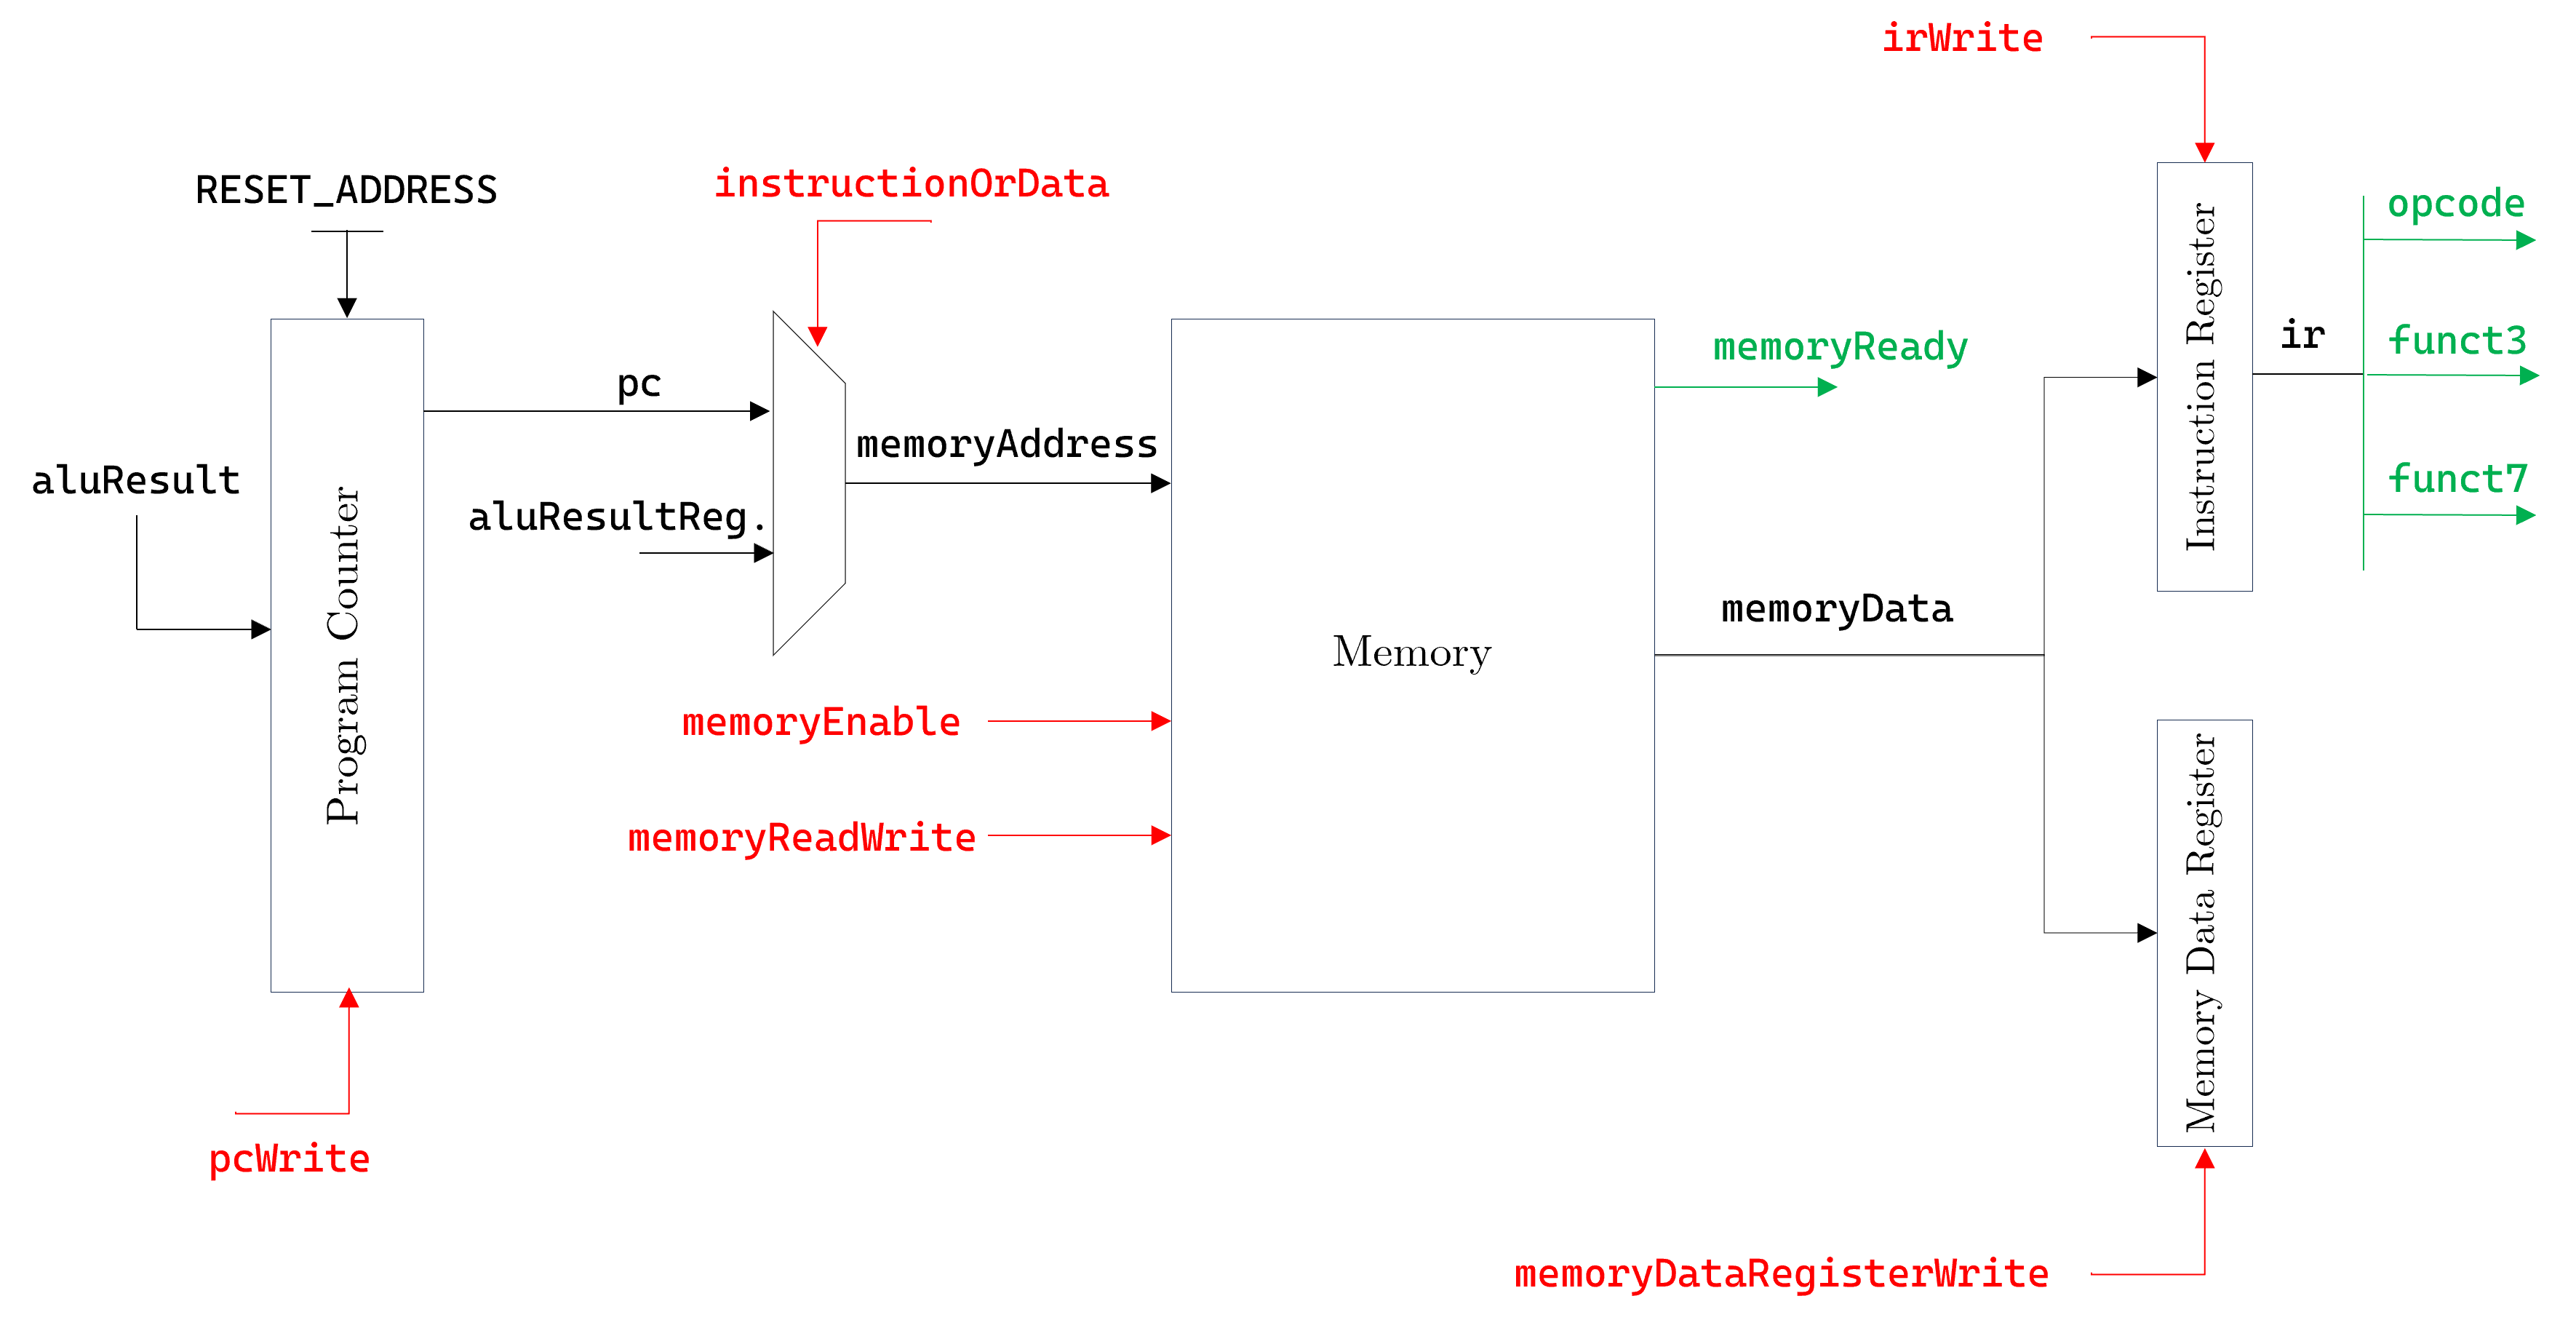 irWrite
RESET_ADDRESS
instructionOrData
opcode
Instruction Register
ir
funct3
memoryReady
pc
memoryAddress
aluResult
aluResultReg.
funct7
Program Counter
memoryData
Memory
memoryEnable
memoryReadWrite
Memory Data Register
pcWrite
memoryDataRegisterWrite